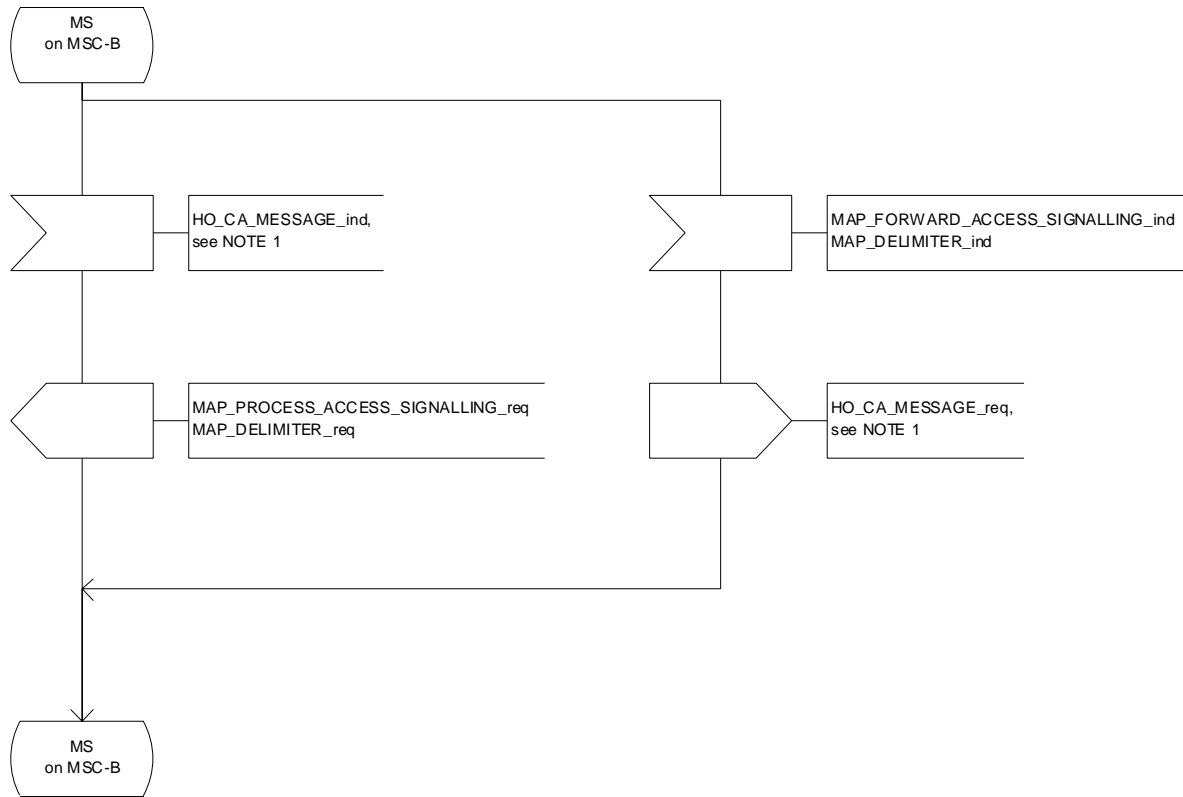 MS
on MSC-B
HO_CA_MESSAGE_ind,
see NOTE 1
MAP_FORWARD_ACCESS_SIGNALLING_ind
MAP_DELIMITER_ind
MAP_PROCESS_ACCESS_SIGNALLING_req
MAP_DELIMITER_req
HO_CA_MESSAGE_req,
see NOTE 1
MS
on MSC-B